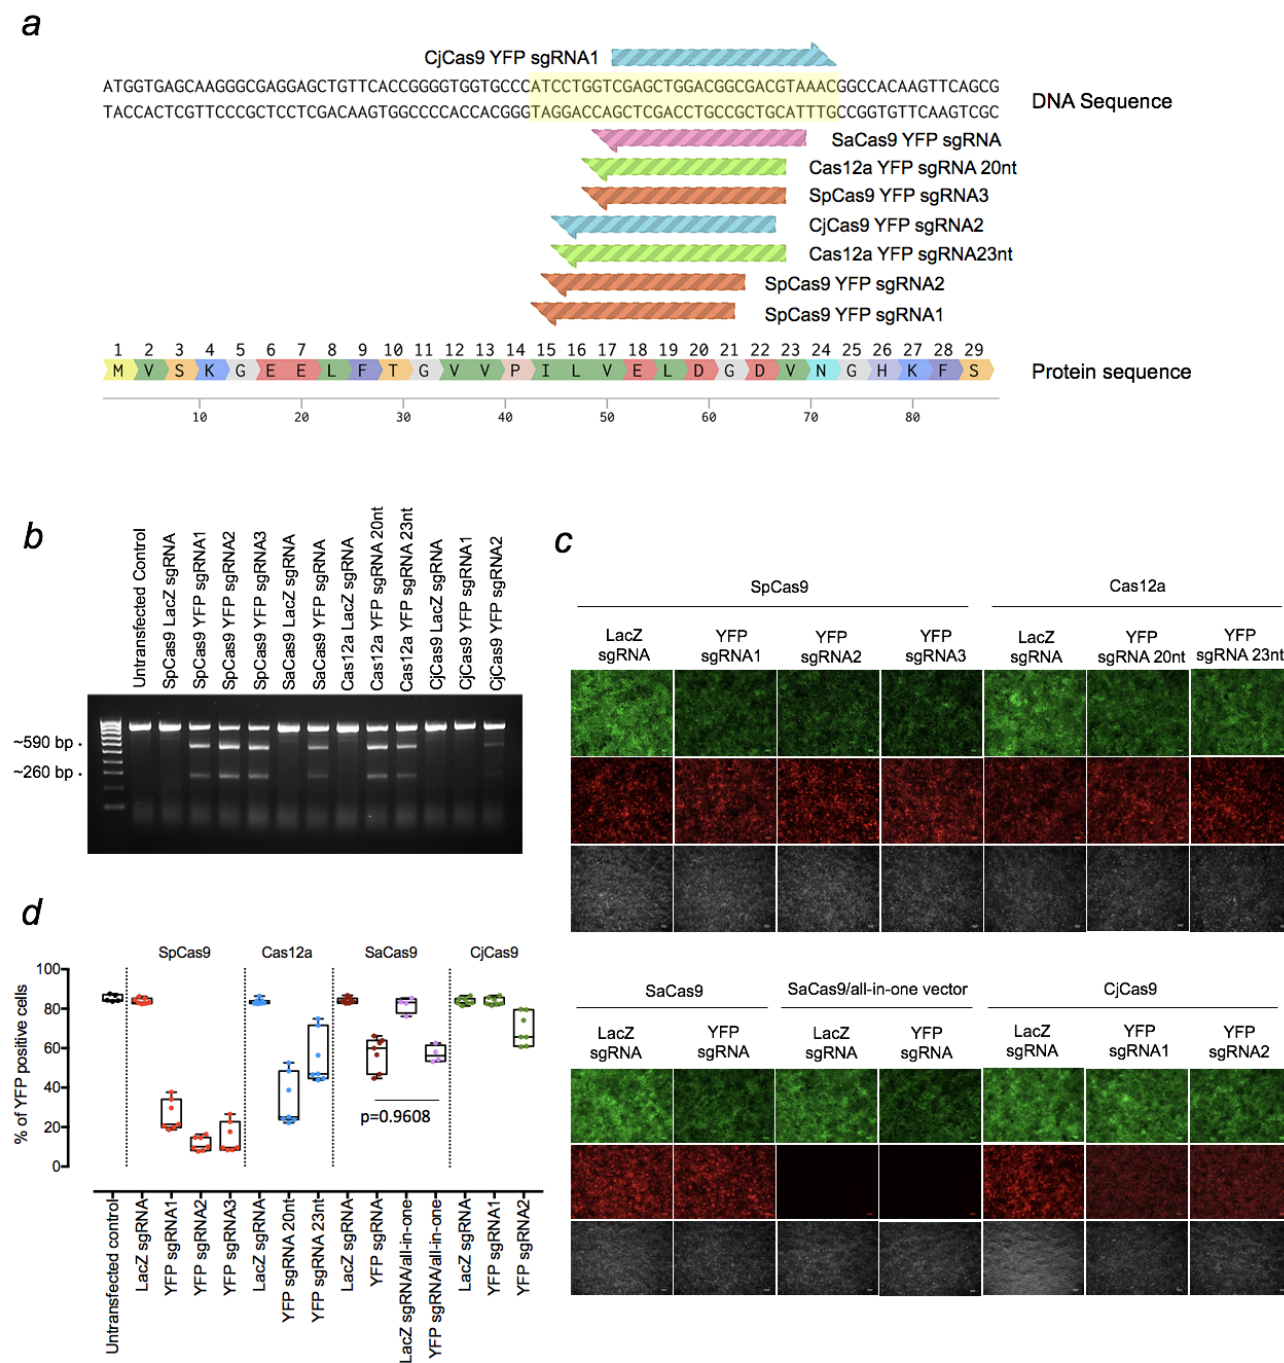 a
CjCas9 YFP sgRNA1
ATGGTGAGCAAGGGCGAGGAGCTGTTCACCGGGGTGGTGCCCATCCTGGTCGAGCTGGACGGCGACGTAAACGGCCACAAGTTCAGCG
TACCACTCGTTCCCGCTCCTCGACAAGTGGCCCCACCACGGGTAGGACCAGCTCGACCTGCCGCTGCATTTGCCGGTGTTCAAGTCGC
DNA Sequence
SaCas9 YFP sgRNA
Cas12a YFP sgRNA 20nt
SpCas9 YFP sgRNA3
CjCas9 YFP sgRNA2
Cas12a YFP sgRNA23nt
SpCas9 YFP sgRNA2
SpCas9 YFP sgRNA1
1 2 3 4 5 6 7 8 9 10 11 12 13 14 15 16 17 18 19 20 21 22 23 24 25 26 27 28 29
M V S K G E E L F T G V V P I L V E L D G D V N G H K F S
Protein sequence
10 20 30 40 50 60 70 80
b
Untransfected Control
SpCas9 LacZ sgRNA
SpCas9 YFP sgRNA1
SpCas9 YFP sgRNA2
SpCas9 YFP sgRNA3
SaCas9 LacZ sgRNA
SaCas9 YFP sgRNA
Cas12a LacZ sgRNA
Cas12a YFP sgRNA 20nt
Cas12a YFP sgRNA 23nt
CjCas9 LacZ sgRNA
CjCas9 YFP sgRNA1
CjCas9 YFP sgRNA2
~590 bp
~260 bp
c
SpCas9 Cas12a
LacZ sgRNA
YFP sgRNA1
YFP sgRNA2
YFP sgRNA3
LacZ sgRNA
YFP sgRNA 20nt
YFP sgRNA 23nt
SaCas9 SaCas9/all-in-one vector CjCas9
LacZ sgRNA
YFP sgRNA
LacZ sgRNA
YFP sgRNA
LacZ sgRNA
YFP sgRNA1
YFP sgRNA2
d
SpCas9 Cas12a SaCas9 CjCas9
% of YFP positive cells
100
80
60
40
20
0
p=0.9608
Untransfected control
LacZ sgRNA
YFP sgRNA1
YFP sgRNA2
YFP sgRNA3
LacZ sgRNA
YFP sgRNA 20nt
YFP sgRNA 23nt
LacZ sgRNA
YFP sgRNA
LacZ sgRNA/all-in-one
YFP sgRNA/all-in-one
LacZ sgRNA
YFP sgRNA1
YFP sgRNA2